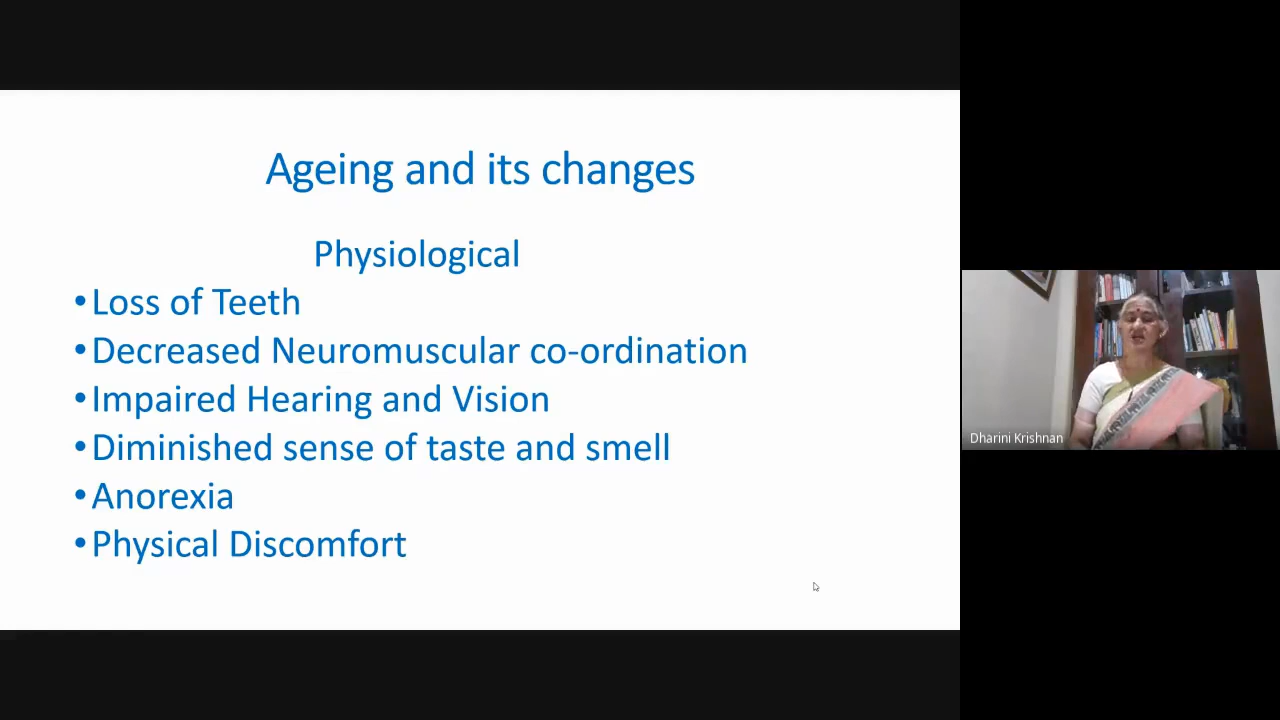 Ageing and its changes
Physiological
•Loss of Teeth
•Decreased Neuromuscular co-ordination
•Impaired Hearing and Vision
•Diminished sense of taste and smell
•Anorexia
•Physical Discomfort
Dharini Krishnan